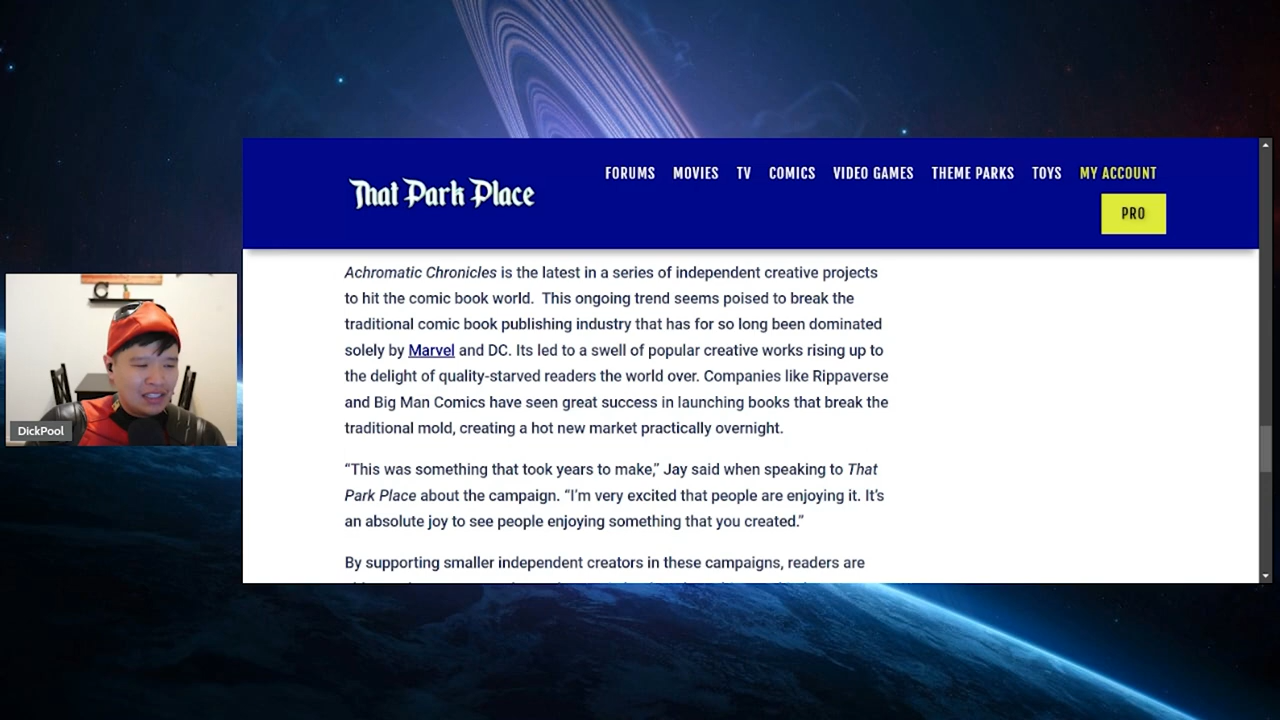 That Park Place
FORUMS MOVIES TV COMICS VIDEO GAMES THEME PARKS TOYS MY ACCOUNT
PRO
Achromatic Chronicles is the latest in a series of independent creative projects
to hit the comic book world.  This ongoing trend seems poised to break the
traditional comic book publishing industry that has for so long been dominated
solely by Marvel and DC. Its led to a swell of popular creative works rising up to
the delight of quality-starved readers the world over. Companies like Rippaverse
and Big Man Comics have seen great success in launching books that break the
traditional mold, creating a hot new market practically overnight.
“This was something that took years to make,” Jay said when speaking to That
Park Place about the campaign. “I’m very excited that people are enjoying it. It’s
an absolute joy to see people enjoying something that you created.”
By supporting smaller independent creators in these campaigns, readers are
DickPool